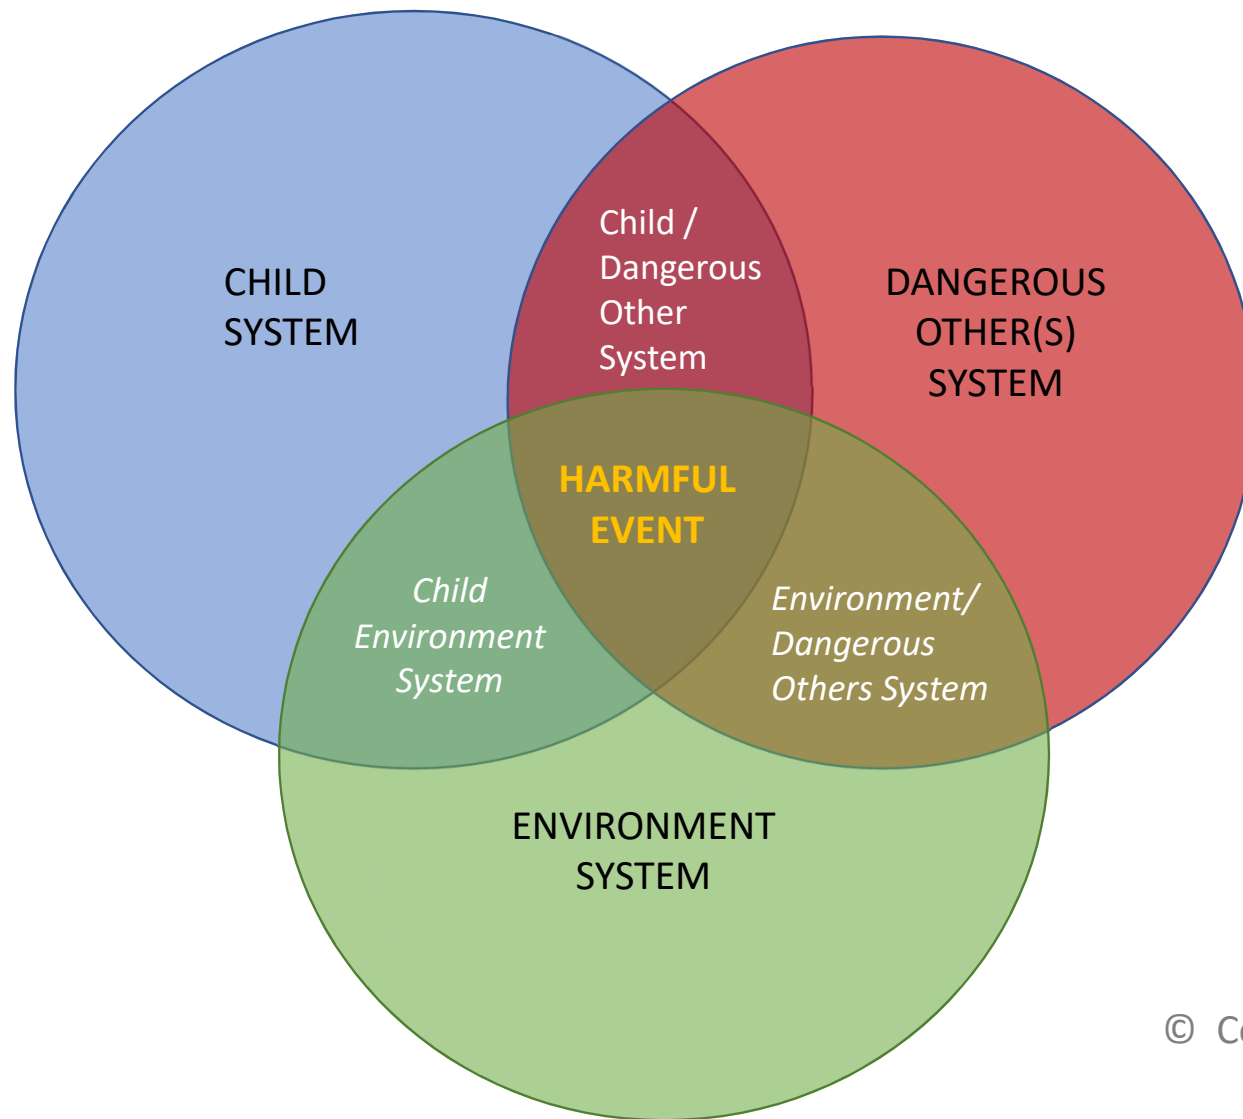 CHILD
SYSTEM
Child /
Dangerous
Other
System
DANGEROUS
OTHER(S)
SYSTEM
HARMFUL
EVENT
Child
Environment
System
Environment/
Dangerous
Others System
ENVIRONMENT
SYSTEM
©